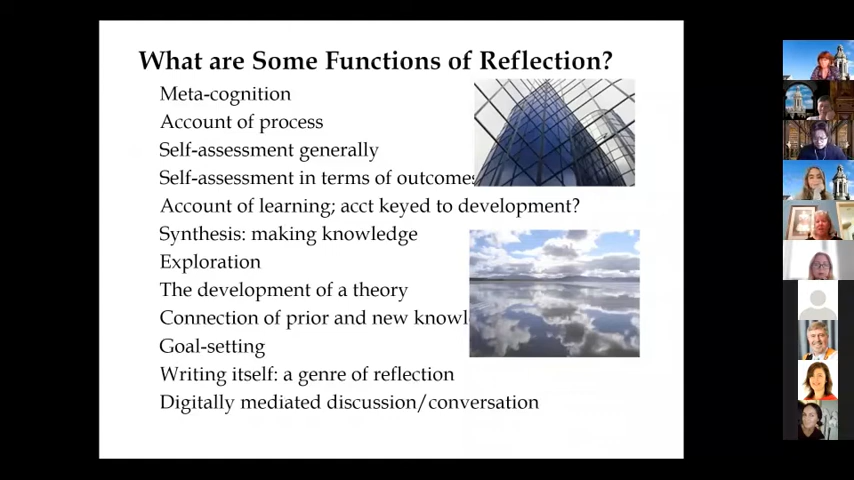 What are Some Functions of Reflection?
Meta-cognition
Account of process
Self-assessment generally
Self-assessment in terms of outcomes
Account of learning; acct keyed to development?
Synthesis: making knowledge
Exploration
The development of a theory
Connection of prior and new knowl
Goal-setting
Writing itself: a genre of reflection
Digitally mediated discussion/conversation